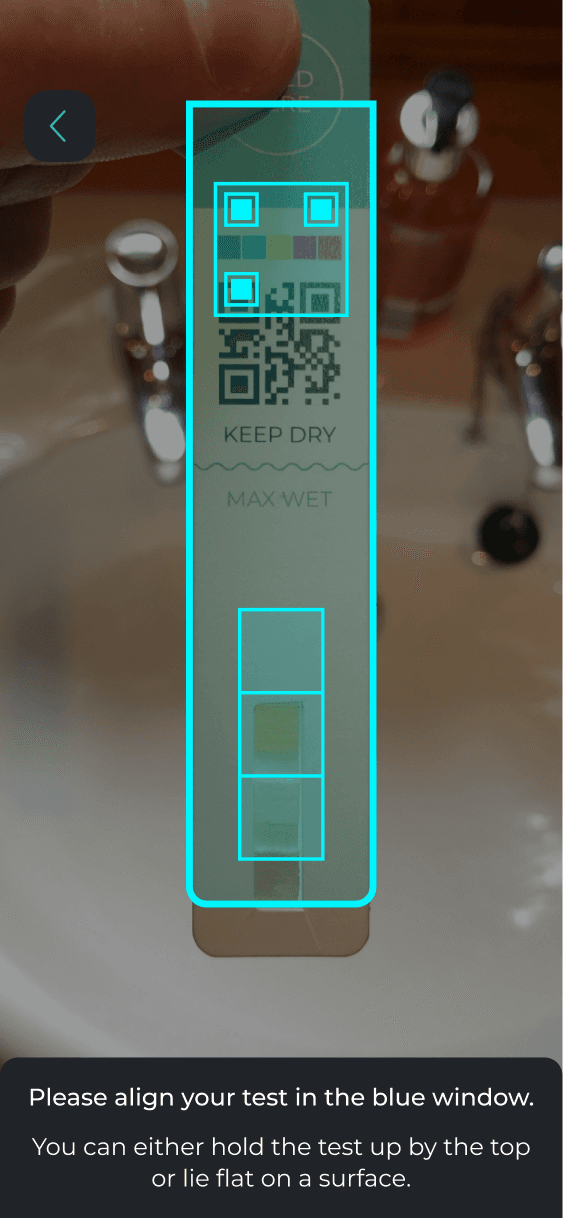 KEEP DRY
MAX WET
Please align your test in the blue window.
You can either hold the test up by the top
or lie flat on a surface.